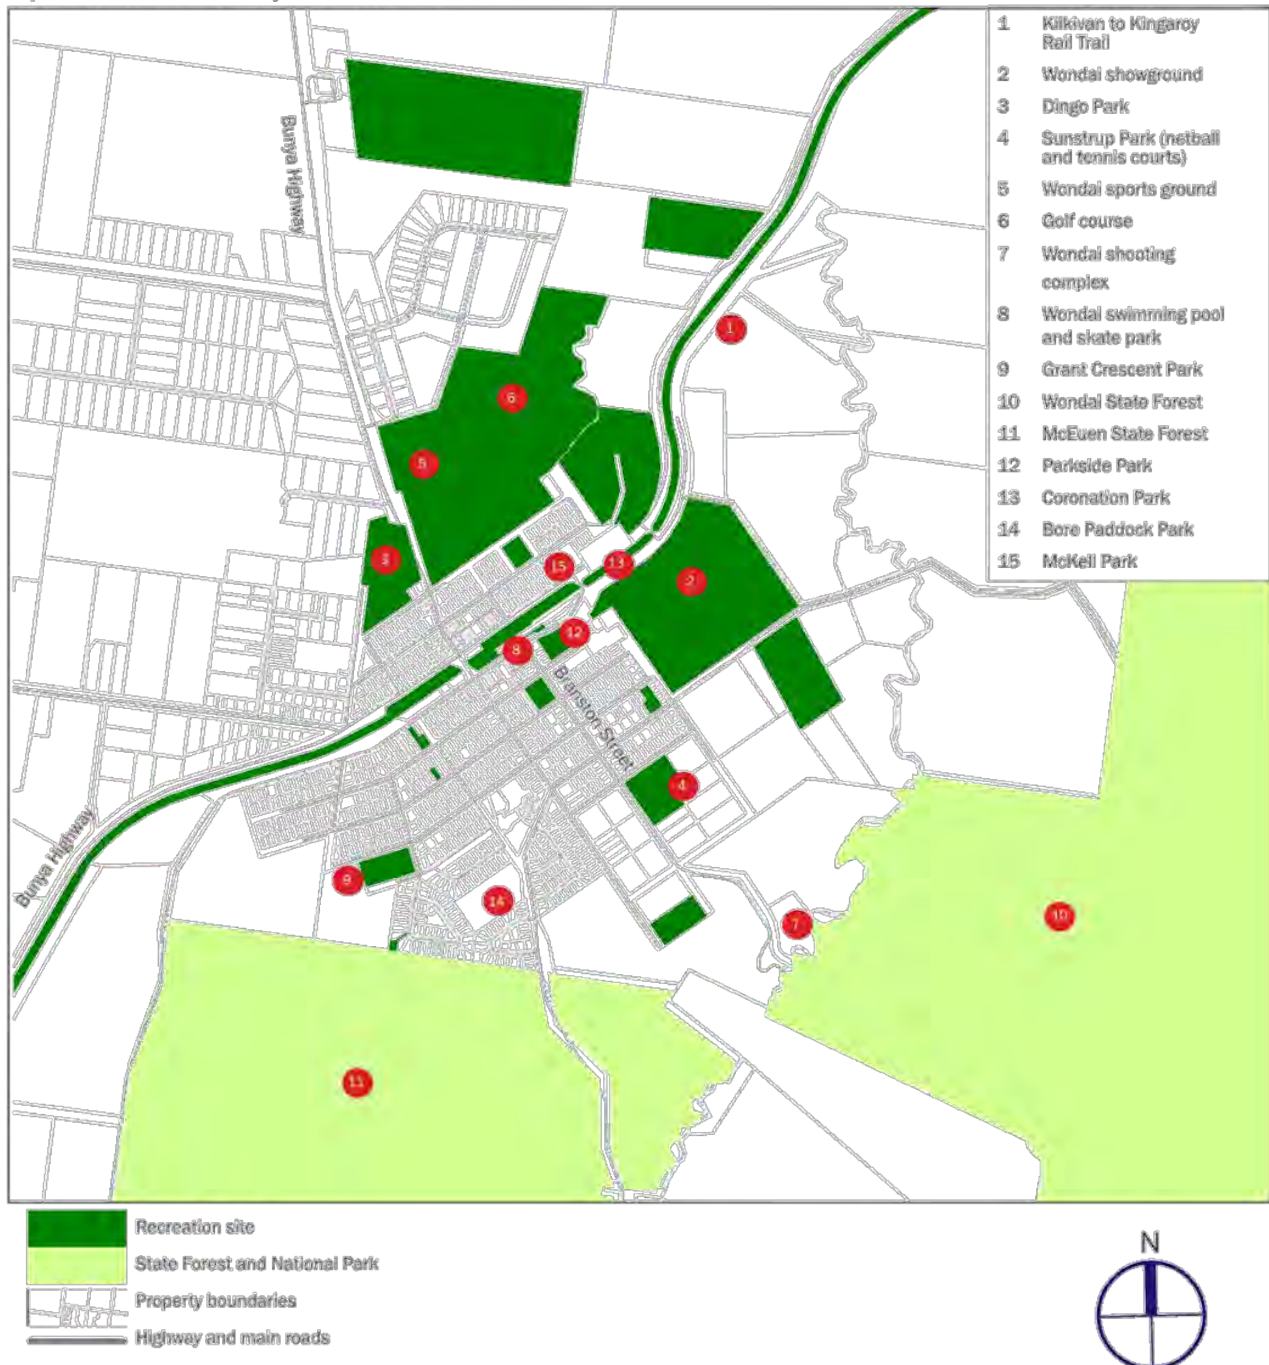 1 Kilkivan to Kingaroy
Rail Trail
2 Wondai showground
3 Dingo Park
4 Sunstrup Park (netball
and tennis courts)
5 Wondai sports ground
6 Golf course
7 Wondai shooting
complex
8 Wondai swimming pool
and skate park
9 Grant Crescent Park
10 Wondai State Forest
11 McEuen State Forest
12 Parkside Park
13 Coronation Park
14 Bore Paddock Park
15 McKell Park
Bunya Highway
1
6
5
3
15
13
2
12
8
Branston Street
4
Bunya Highway
9
14
7
10
11
Recreation site
State Forest and National Park
Property boundaries
Highway and main roads
N